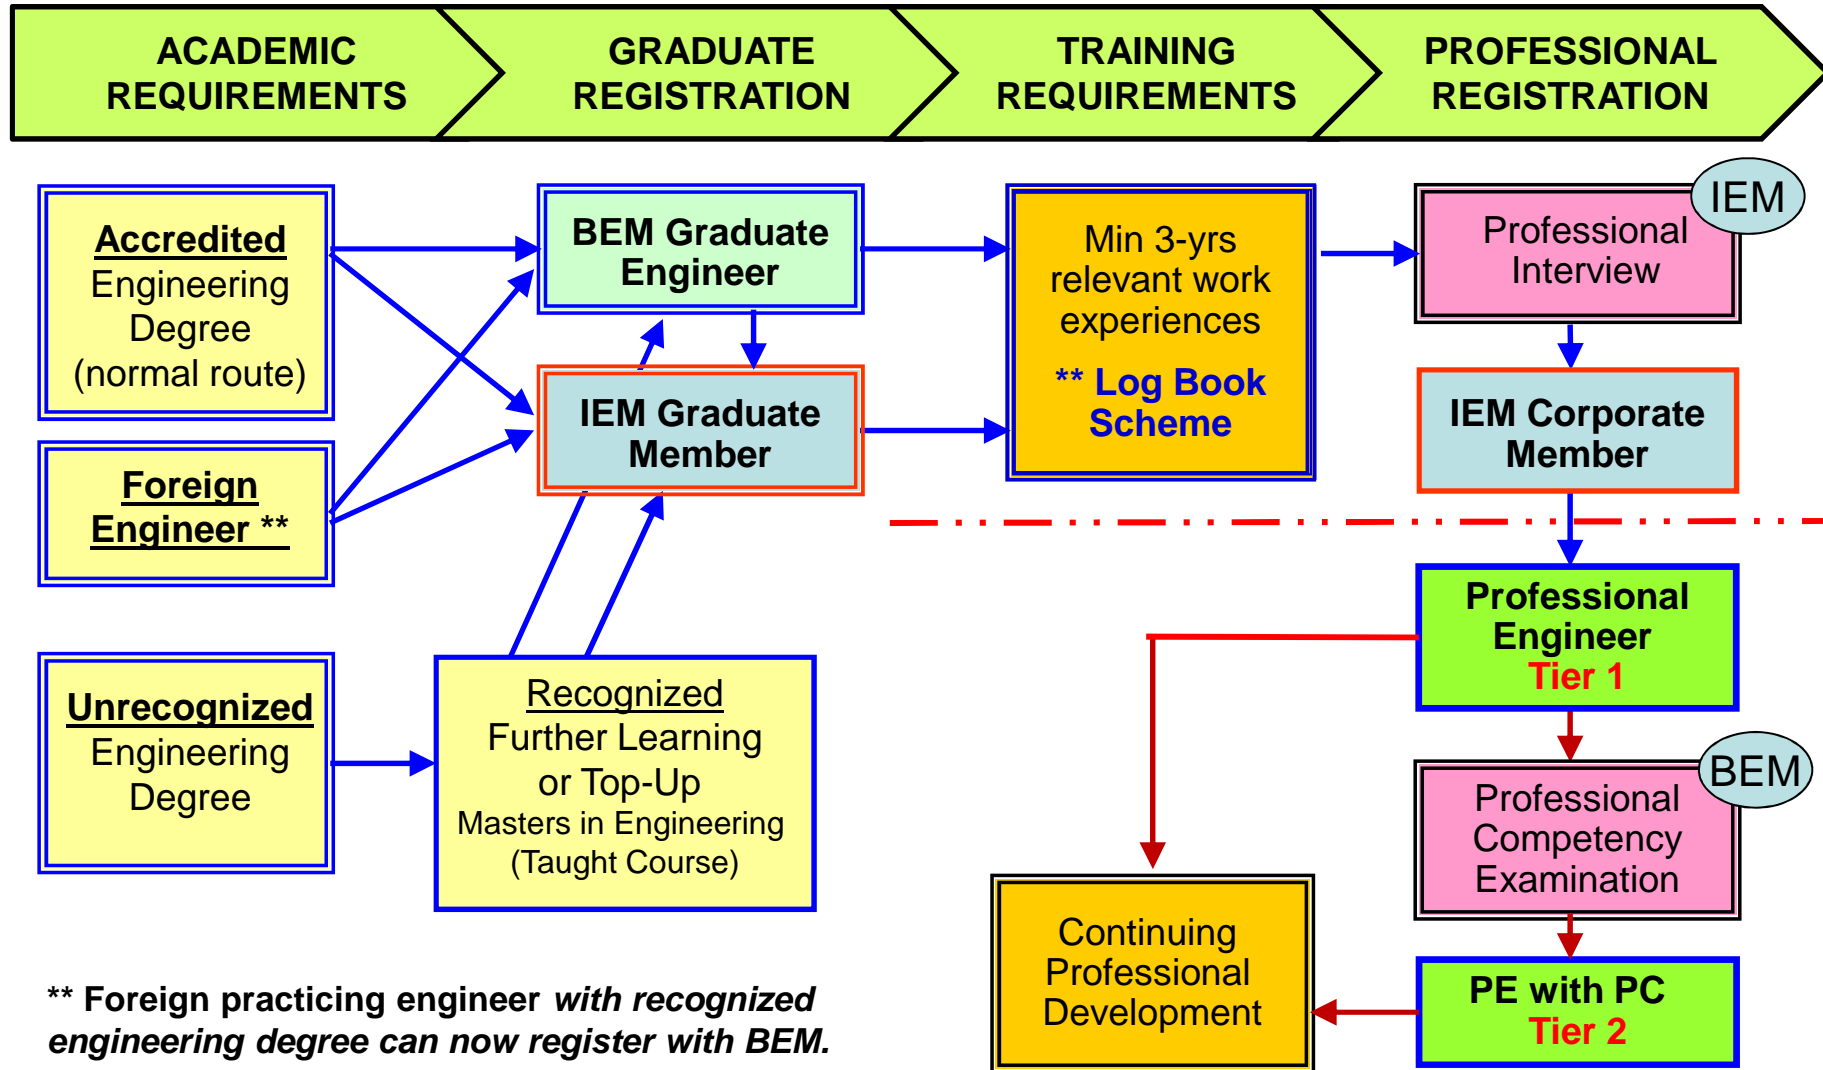 ACADEMIC
REQUIREMENTS
GRADUATE
REGISTRATION
TRAINING
REQUIREMENTS
PROFESSIONAL
REGISTRATION
Accredited
Engineering
Degree
(normal route)
BEM Graduate
Engineer
Min 3-yrs
relevant work
experiences
** Log Book
Scheme
IEM
Professional
Interview
IEM Graduate
Member
IEM Corporate
Member
Foreign
Engineer **
Professional
Engineer
Tier 1
Unrecognized
Engineering
Degree
Recognized
Further Learning
or Top-Up
Masters in Engineering
(Taught Course)
BEM
Professional
Competency
Examination
Continuing
Professional
Development
PE with PC
Tier 2
** Foreign practicing engineer with recognized
engineering degree can now register with BEM.